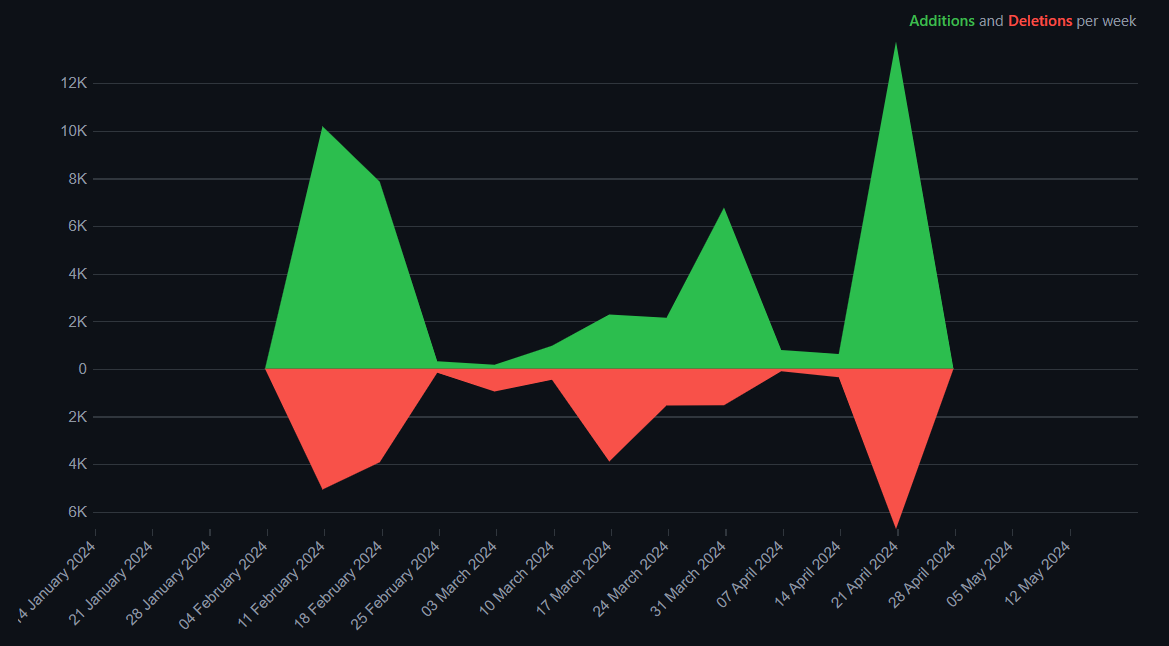 Additions and Deletions per week
12K
10K
8K
6K
4K
2K
0
2K
4K
6K
4 January 2024
21 January 2024
28 January 2024
04 February 2024
11 February 2024
18 February 2024
25 February 2024
03 March 2024
10 March 2024
17 March 2024
24 March 2024
31 March 2024
07 April 2024
14 April 2024
21 April 2024
28 April 2024
05 May 2024
12 May 2024